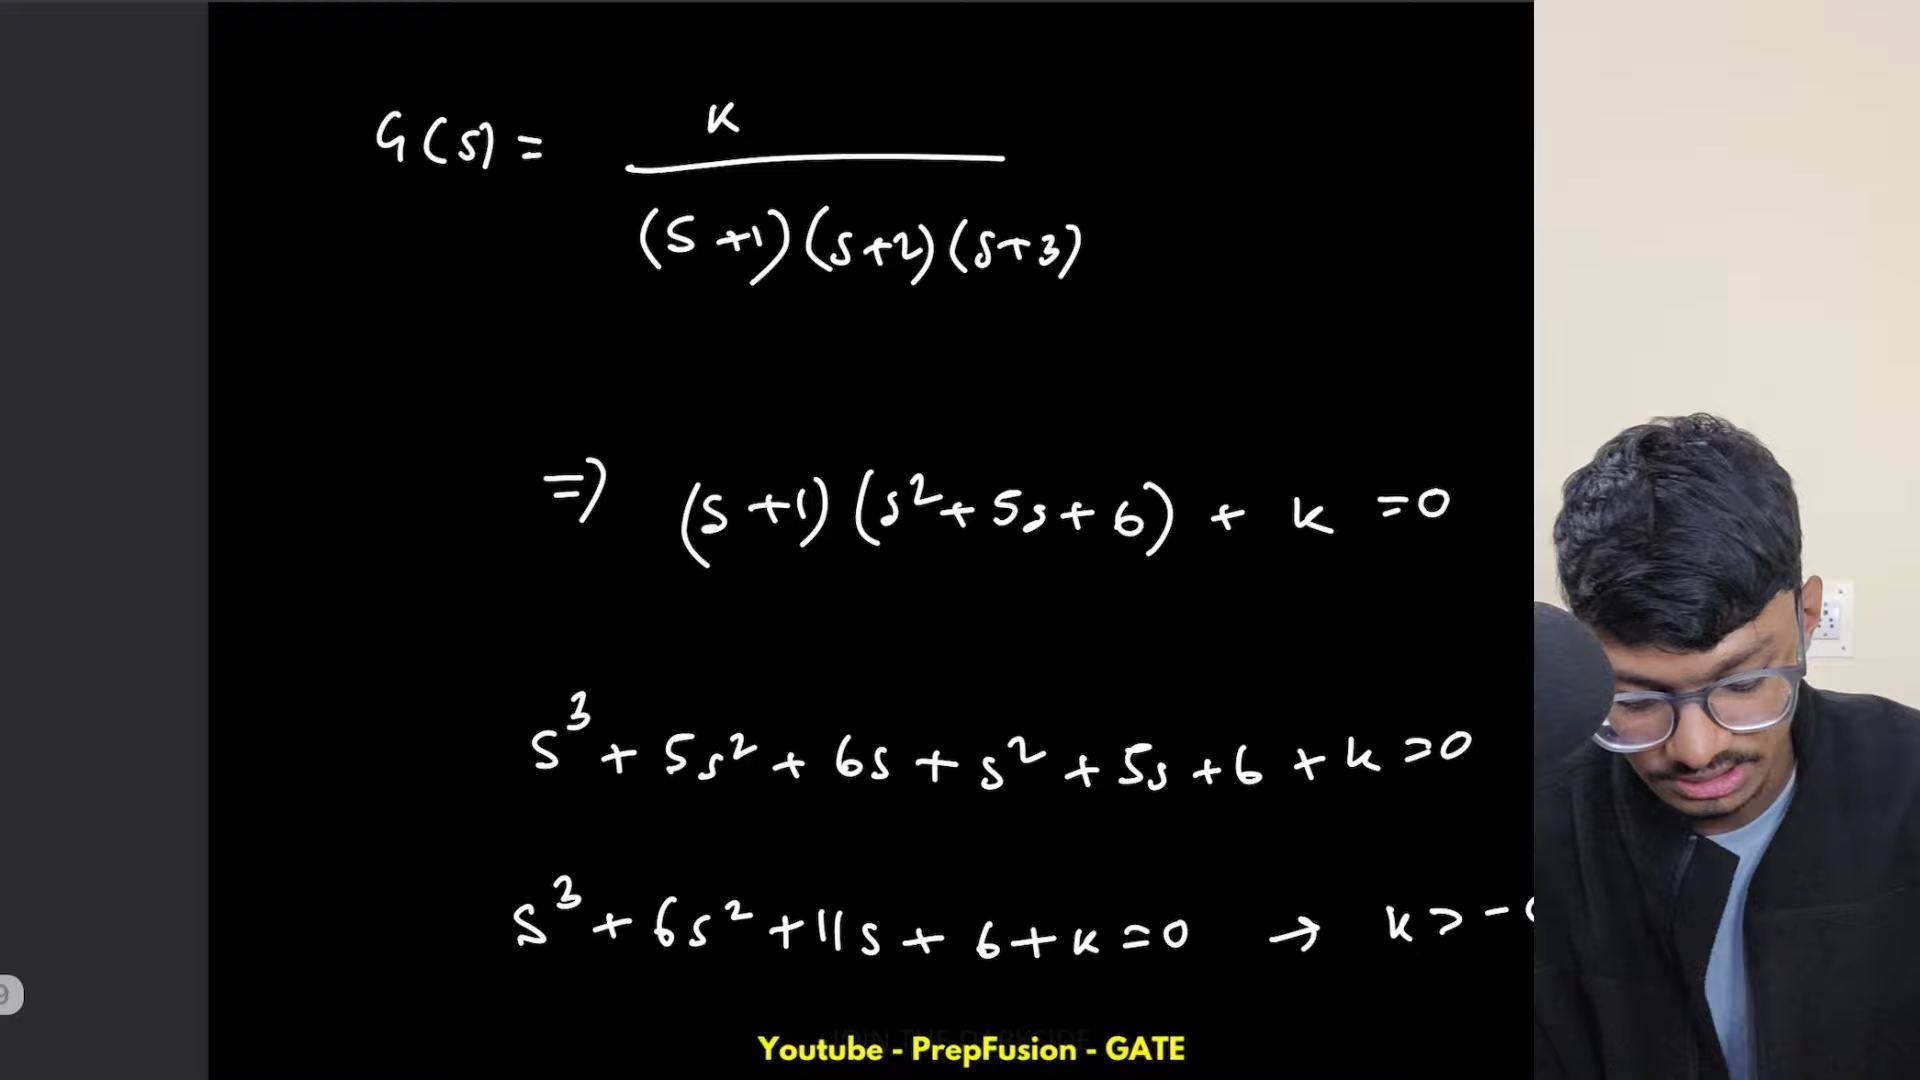 G(s) = K
(s+1)(s+2)(s+3)
=> (s+1)(s²+5s+6) + k = 0
s³ + 5s² + 6s + s² + 5s + 6 + k = 0
s³ + 6s² + 11s + 6 + k = 0 → k > -
9
Youtube - PrepFusion - GATE